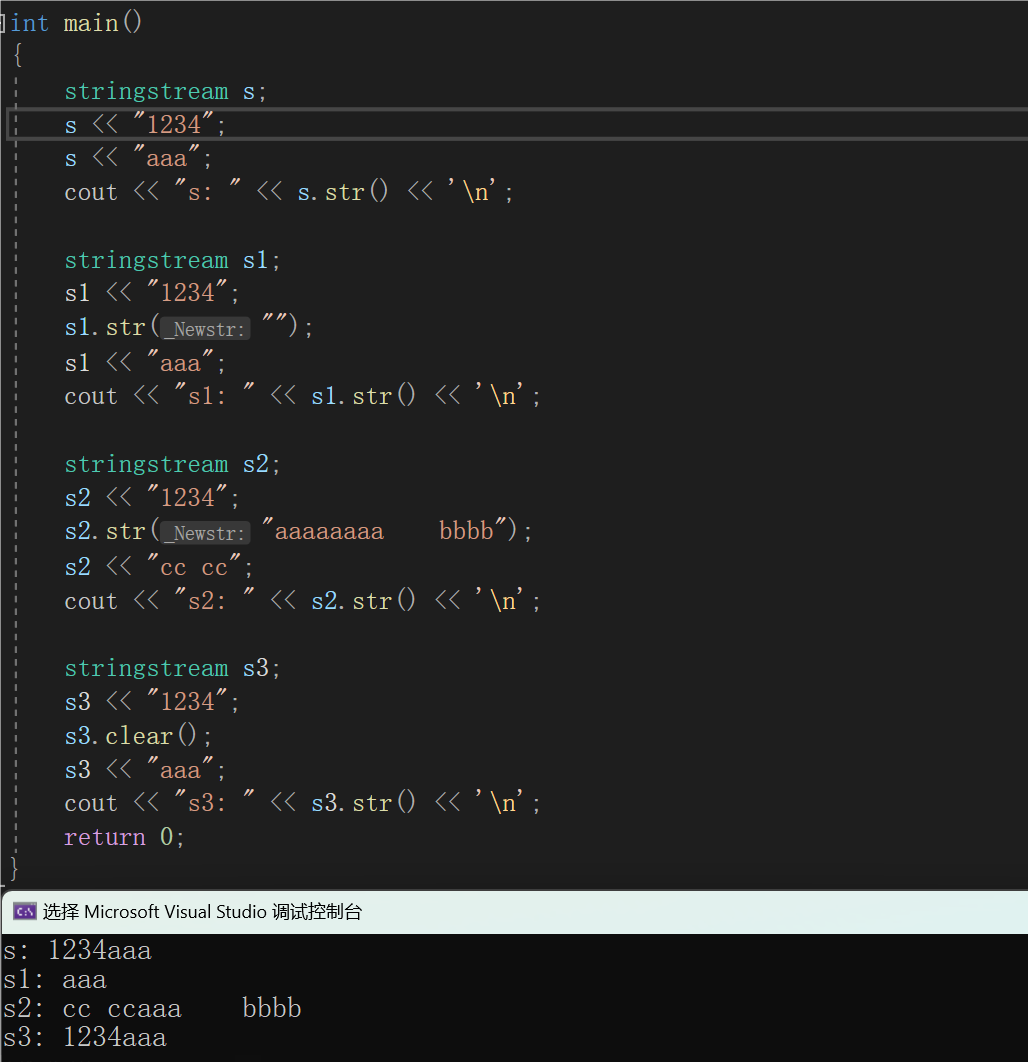 int main()
{
    stringstream s;
    s << "1234";
    s << "aaa";
    cout << "s: " << s.str() << '\n';

    stringstream s1;
    s1 << "1234";
    s1.str(_Newstr: "");
    s1 << "aaa";
    cout << "s1: " << s1.str() << '\n';

    stringstream s2;
    s2 << "1234";
    s2.str(_Newstr: "aaaaaaaa    bbbb");
    s2 << "cc cc";
    cout << "s2: " << s2.str() << '\n';

    stringstream s3;
    s3 << "1234";
    s3.clear();
    s3 << "aaa";
    cout << "s3: " << s3.str() << '\n';
    return 0;
}
C:\ 选择 Microsoft Visual Studio 调试控制台
s: 1234aaa
s1: aaa
s2: cc ccaaa    bbbb
s3: 1234aaa